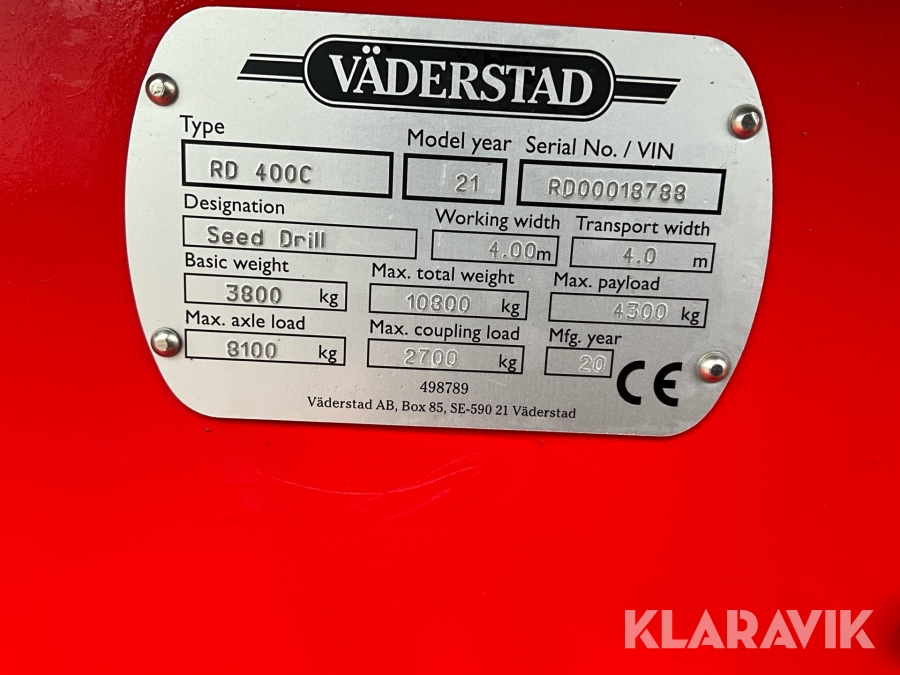 VÄDERSTAD
Type Model year Serial No. / VIN
RD 400C 21 RD00018788
Designation Working width Transport width
Seed Drill 4.00m 4.0 m
Basic weight Max. total weight Max. payload
3800 kg 10800 kg 4300 kg
Max. axle load Max. coupling load Mfg. year
8100 kg 2700 kg 20
CE
498789
Väderstad AB, Box 85, SE-590 21 Väderstad
KLARAVIK